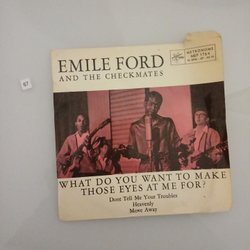 EMILE FORD
AND THE CHECKMATES
METRONOME
WHAT DO YOU WANT TO MAKE
THOSE EYES AT ME FOR?
Dont Tell Me Your Troubles
Heavenly
Move Away